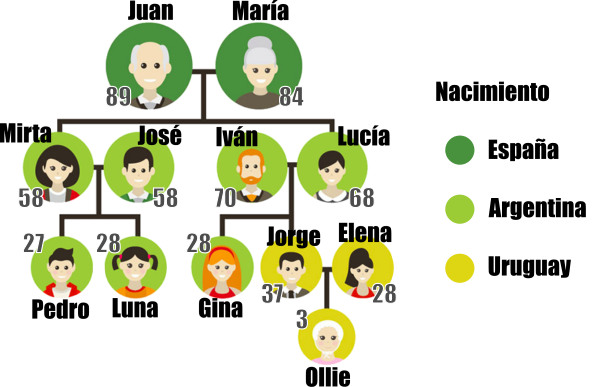 Juan
María
89
84
Nacimiento
Mirta
José
Iván
Lucía
España
58
58
70
68
Argentina
27
28
28
Jorge
Elena
Uruguay
Pedro
Luna
Gina
37
28
3
Ollie